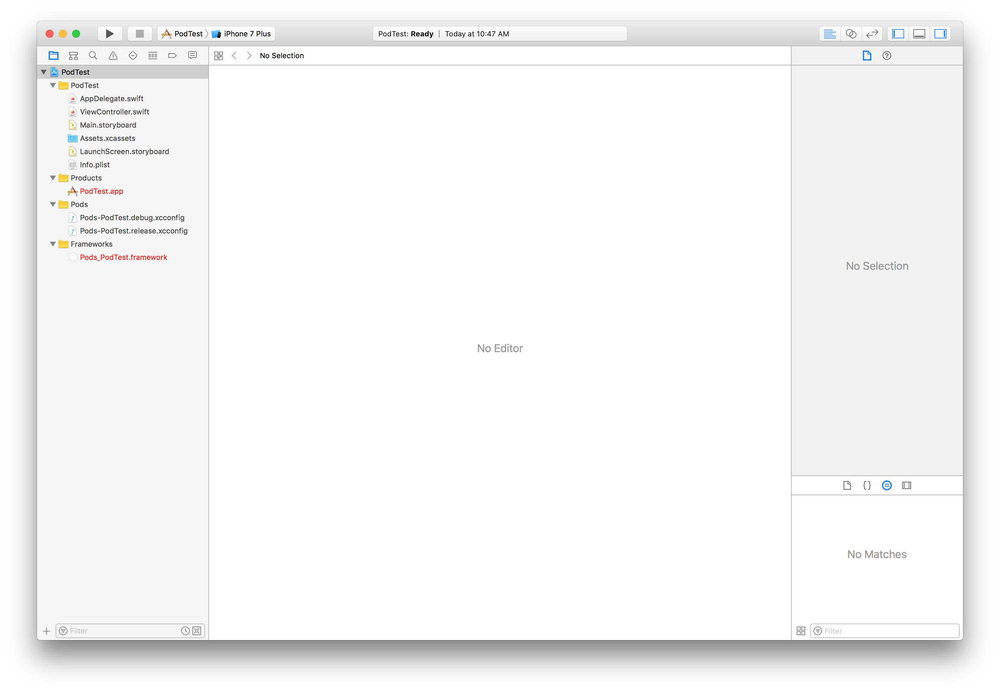 PodTest
iPhone 7 Plus
PodTest: Ready
Today at 10:47 AM
No Selection
PodTest
PodTest
AppDelegate.swift
ViewController.swift
Main.storyboard
Assets.xcassets
LaunchScreen.storyboard
Info.plist
Products
PodTest.app
Pods
Pods-PodTest.debug.xcconfig
Pods-PodTest.release.xcconfig
Frameworks
Pods_PodTest.framework
Filter
No Editor
No Selection
{}
No Matches
Filter